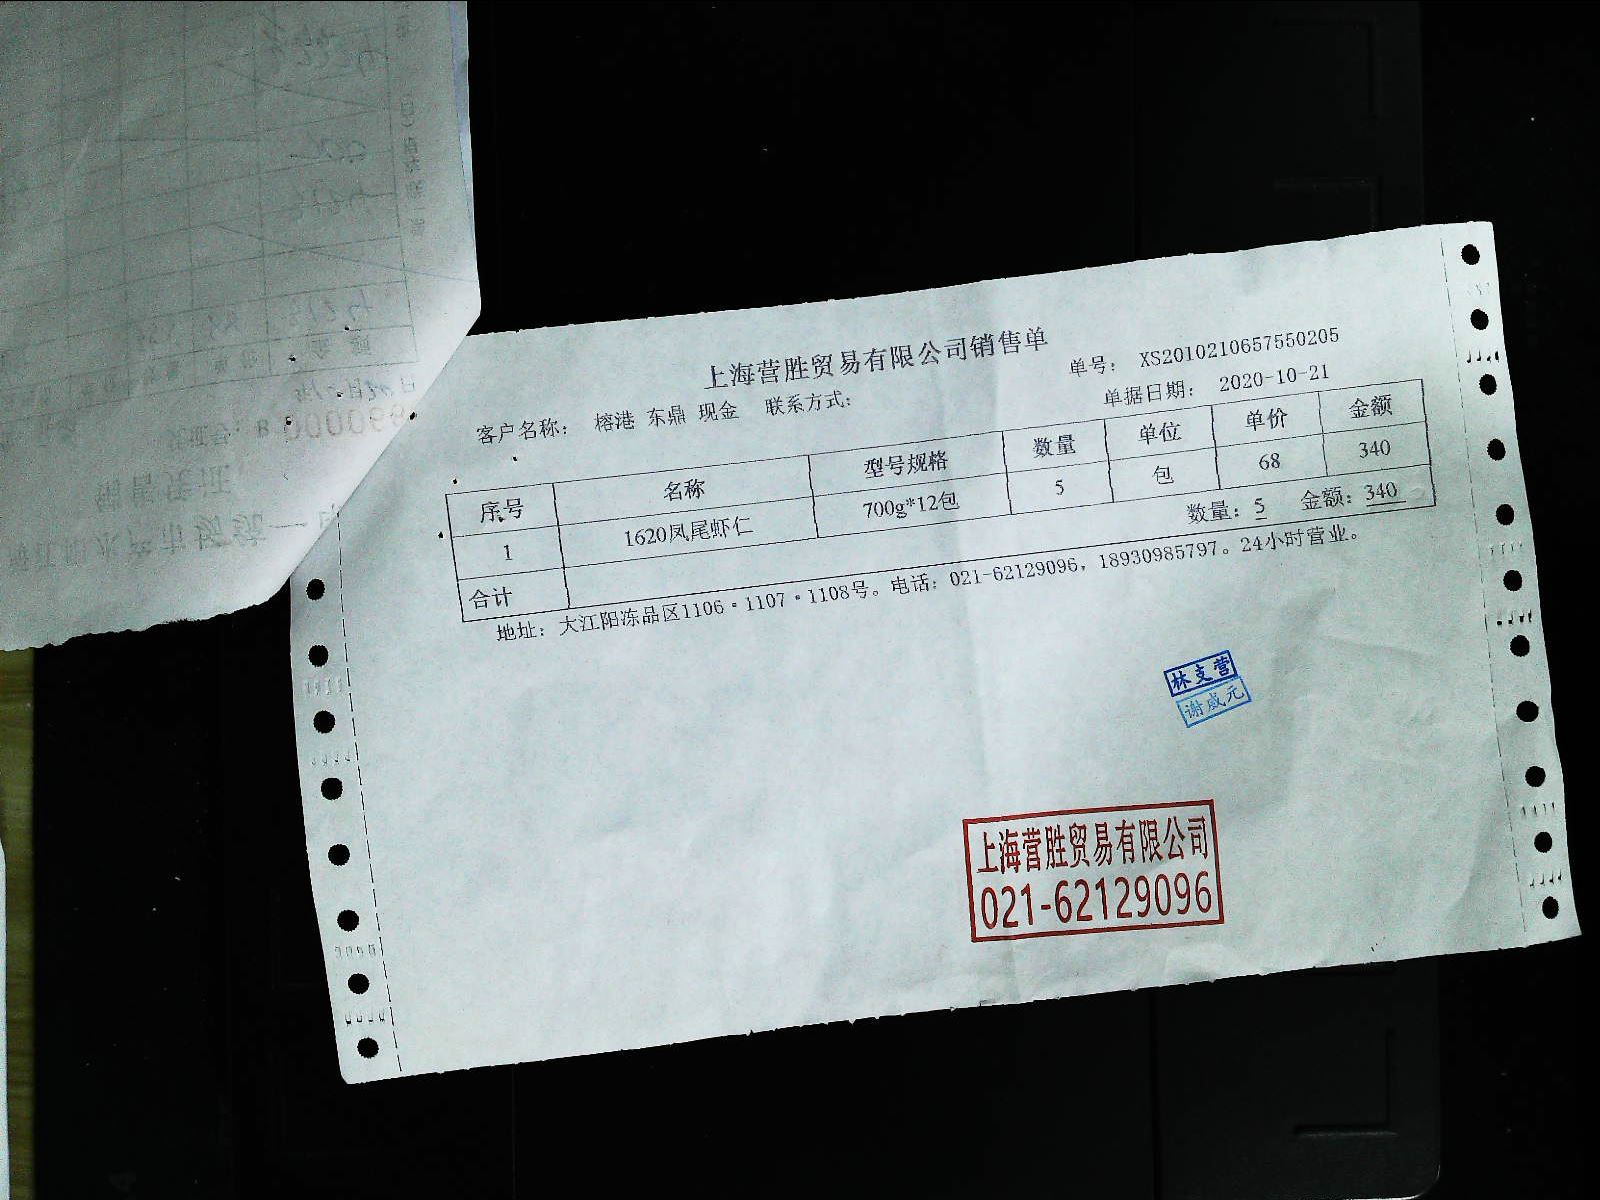 上海营胜贸易有限公司销售单
单号： XS2010210657550205
客户名称： 榕港 东鼎 现金 联系方式:
单据日期： 2020-10-21
序号 名称 型号规格 数量 单位 单价 金额
1 1620凤尾虾仁 700g*12包 5 包 68 340
合计 数量: 5 金额: 340
地址: 大江阳冻品区1106·1107·1108号。电话: 021-62129096, 18930985797。24小时营业。
林支营
谢成元
上海营胜贸易有限公司
021-62129096